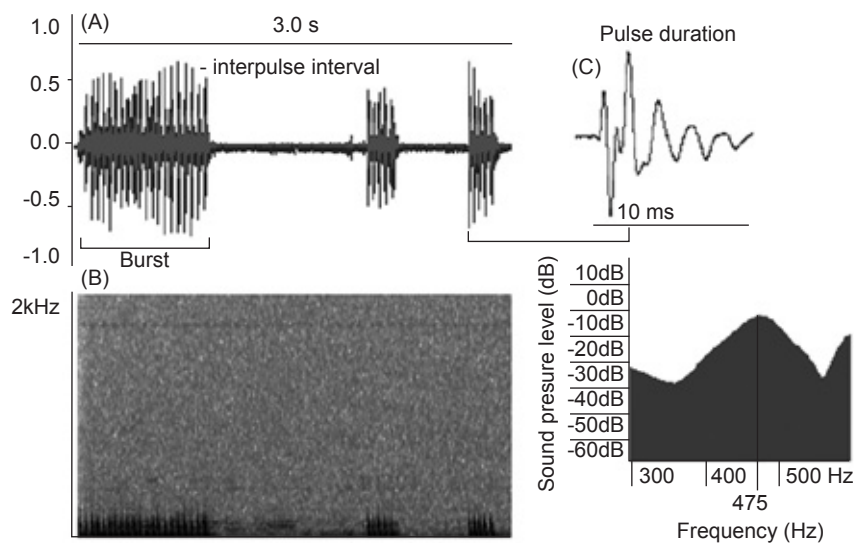 (A)
3.0 s
1.0
0.5
0.0
-0.5
-1.0
- interpulse interval
Burst
Pulse duration
(C)
10 ms
(B)
2kHz
Sound presure level (dB)
10dB
0dB
-10dB
-20dB
-30dB
-40dB
-50dB
-60dB
300
400
500 Hz
475
Frequency (Hz)